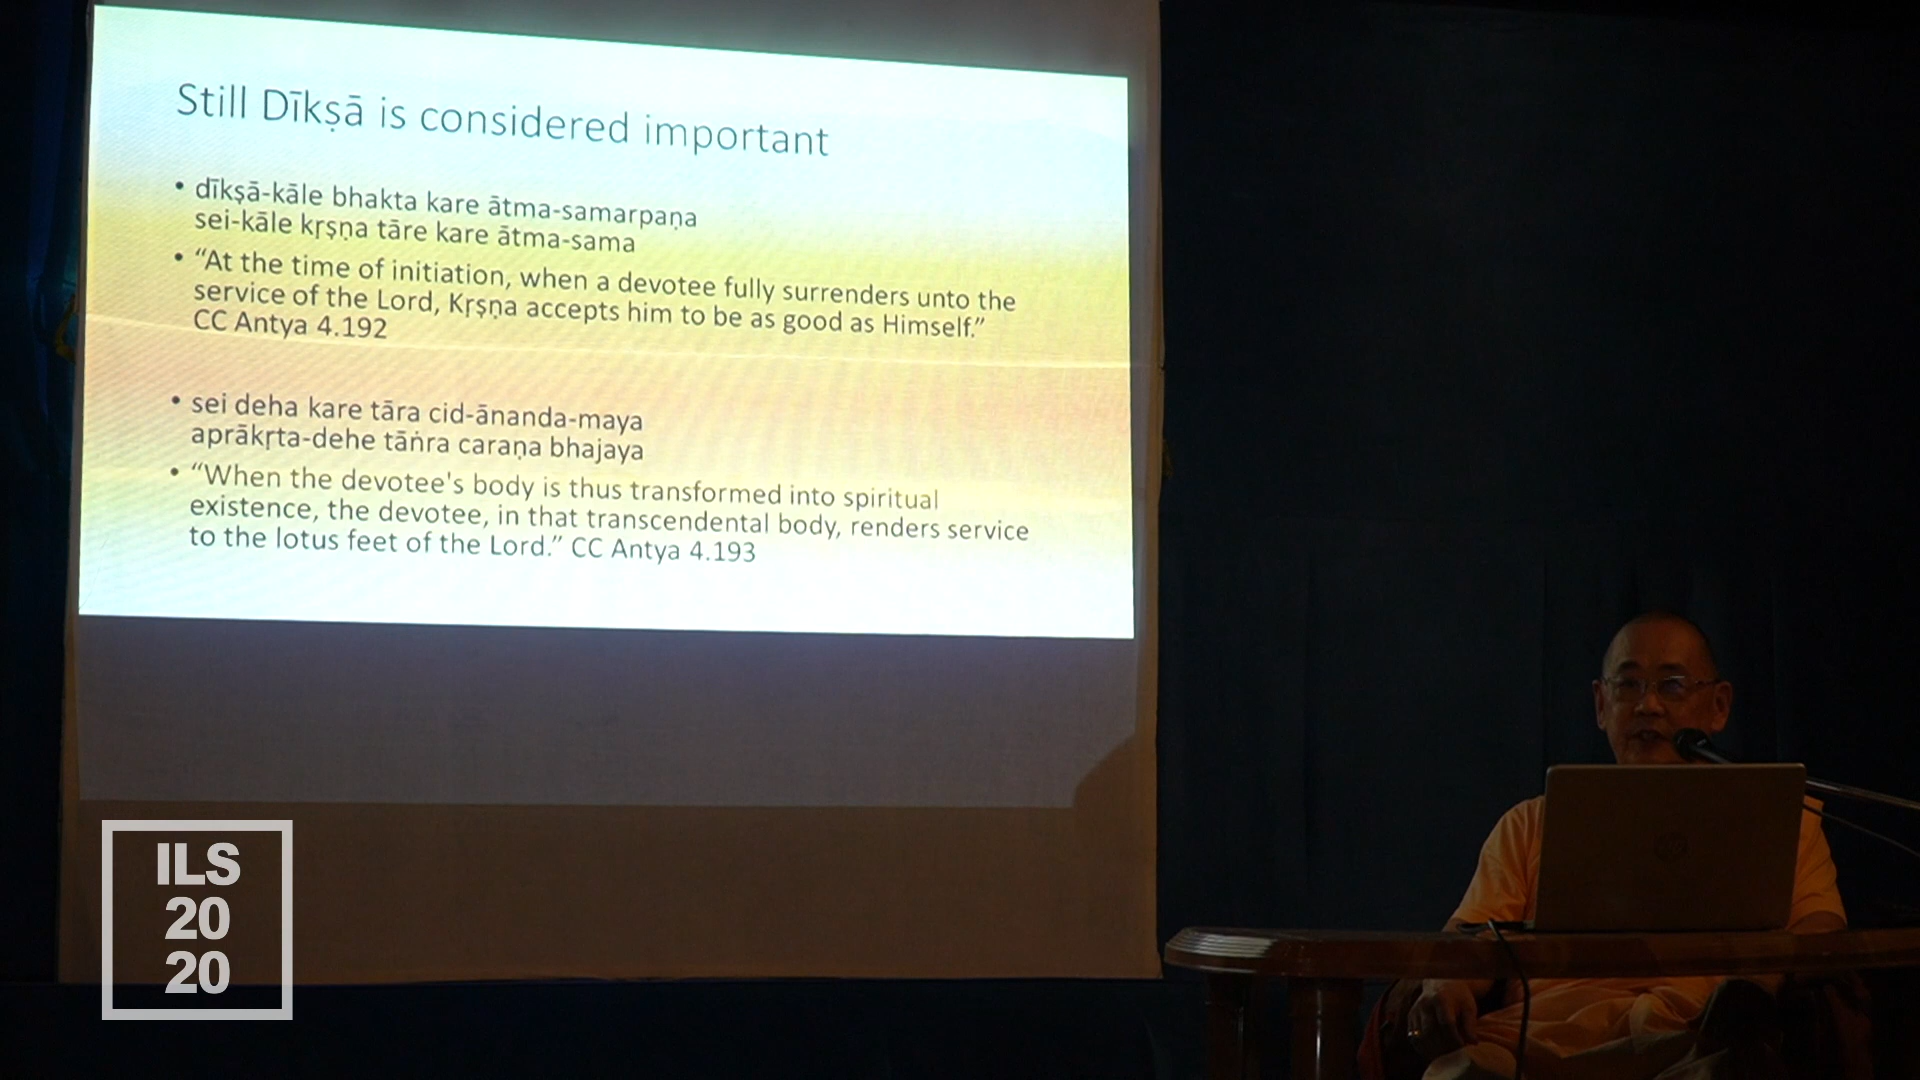 Still Dīkṣā is considered important
• dīkṣā-kāle bhakta kare ātma-samarpaṇa
sei-kāle kṛṣṇa tāre kare ātma-sama
• “At the time of initiation, when a devotee fully surrenders unto the
service of the Lord, Kṛṣṇa accepts him to be as good as Himself.”
CC Antya 4.192
• sei deha kare tāra cid-ānanda-maya
aprākṛta-dehe tāṅra caraṇa bhajaya
• “When the devotee's body is thus transformed into spiritual
existence, the devotee, in that transcendental body, renders service
to the lotus feet of the Lord.” CC Antya 4.193
ILS
20
20